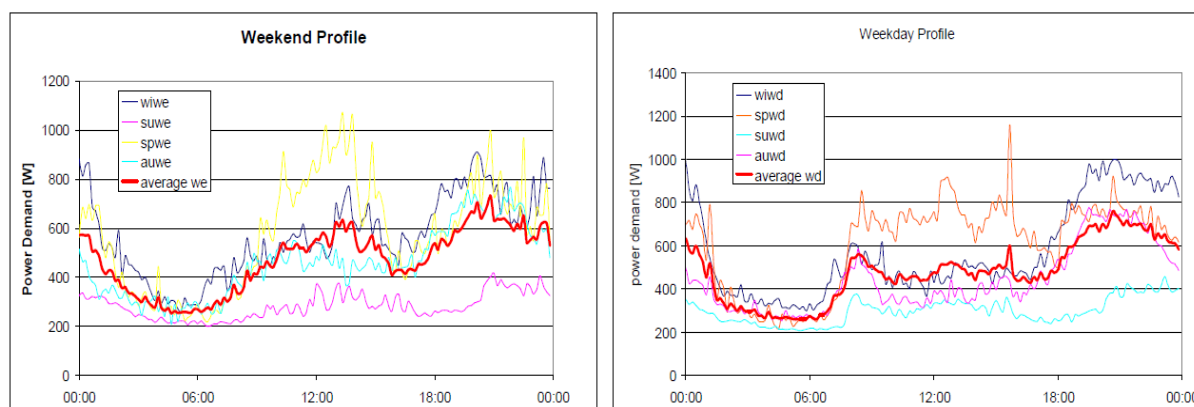 Weekend Profile
Power Demand [W]
1200
1000
800
600
400
200
0
wiwe
suwe
spwe
auwe
average we
00:00 06:00 12:00 18:00 00:00
Weekday Profile
power demand [W]
1400
1200
1000
800
600
400
200
0
wiwd
spwd
suwd
auwd
average wd
00:00 06:00 12:00 18:00 00:00